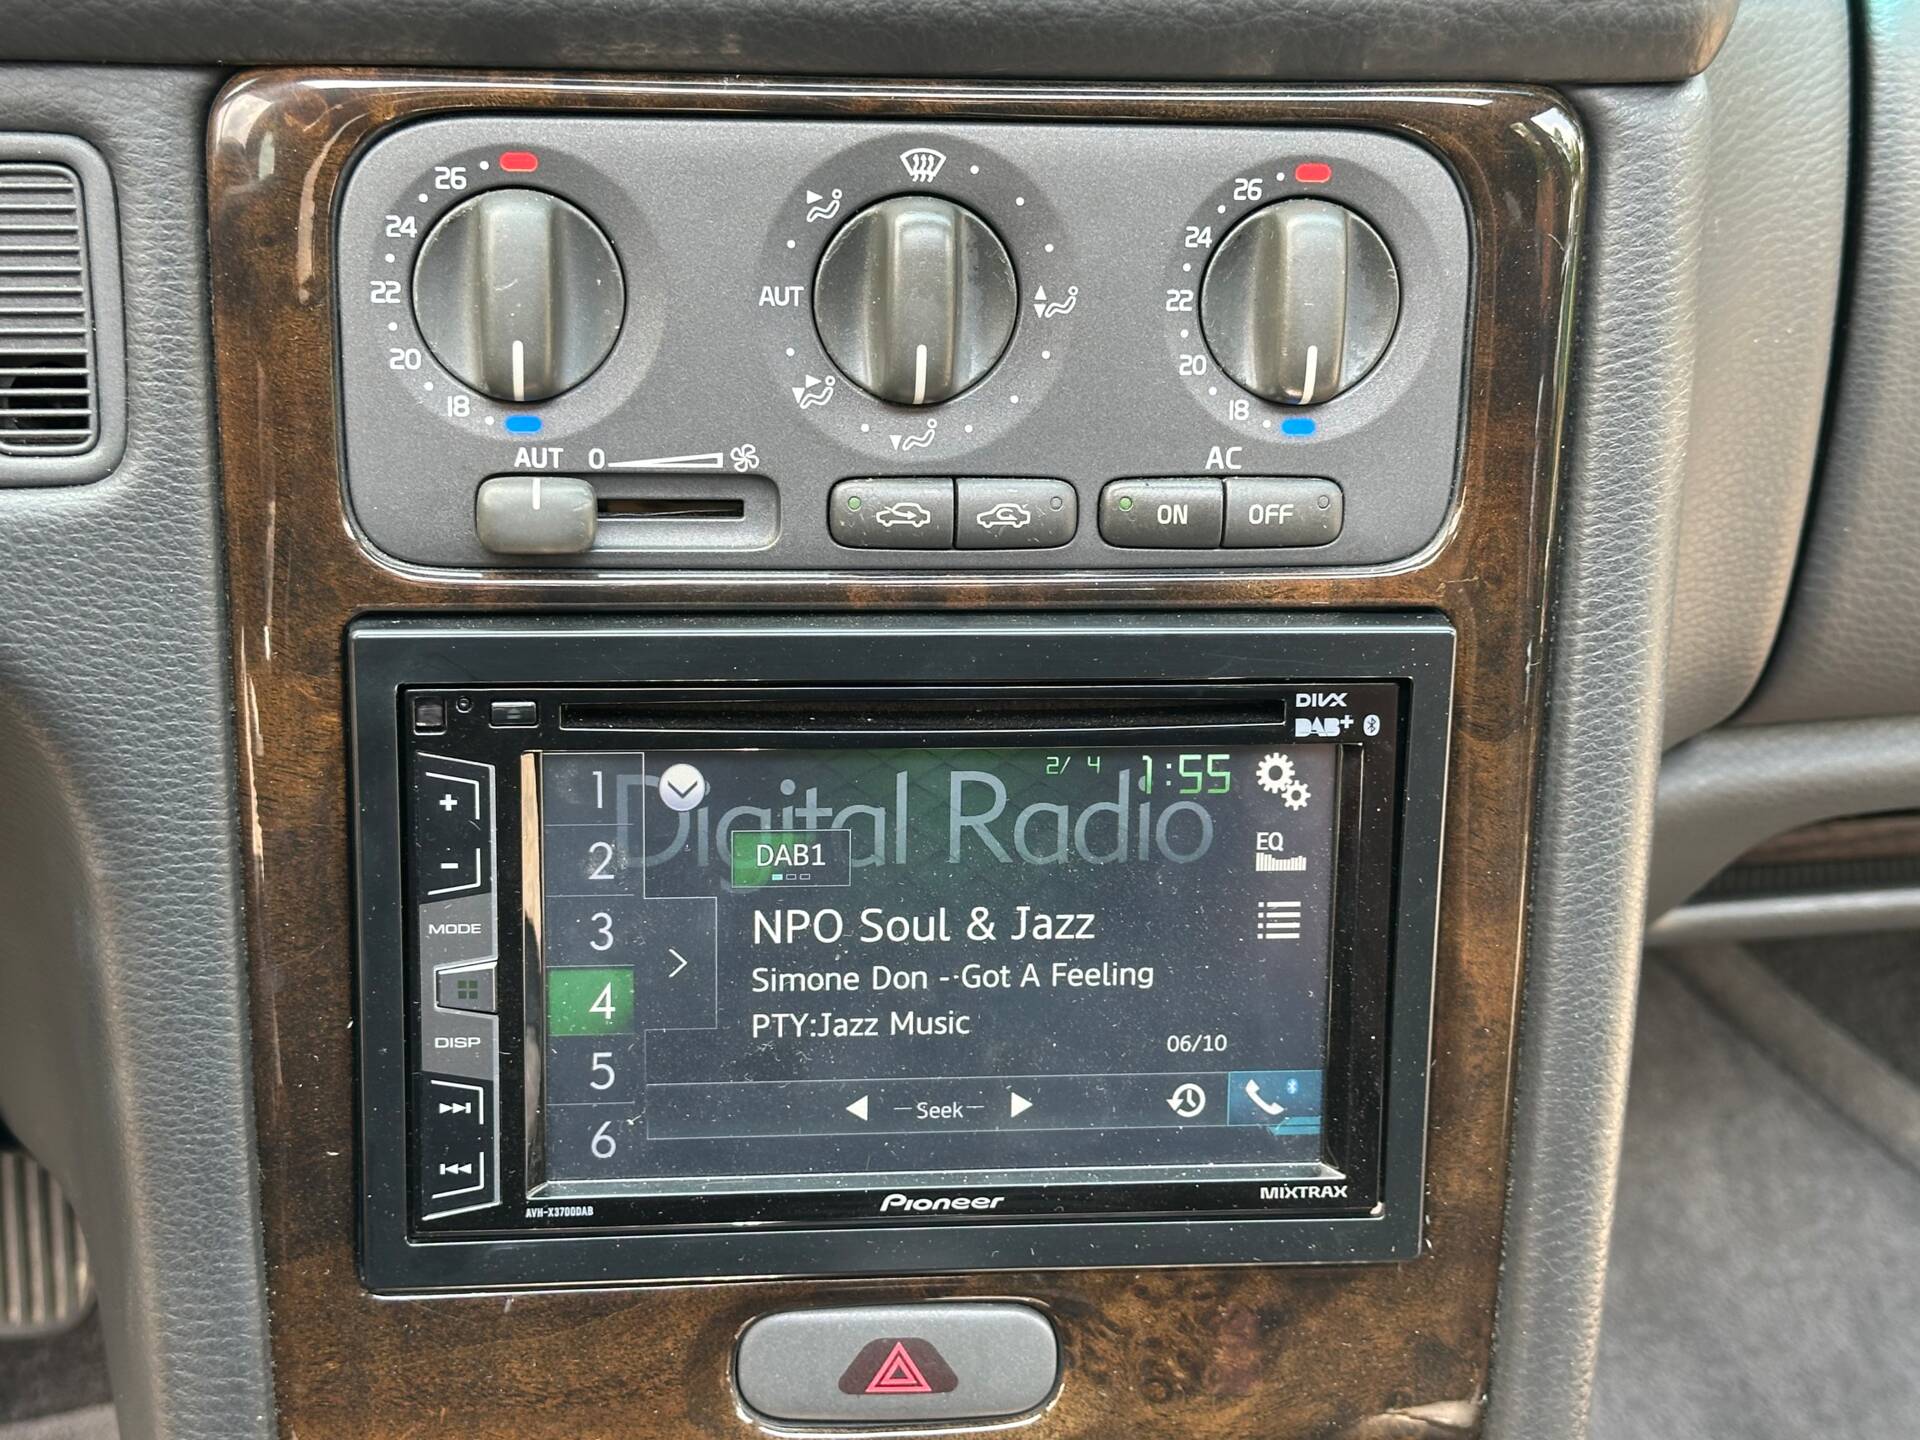 26
24
22
20
18
AUT
26
24
22
20
18
AUT 0
AC
ON OFF
DIVX
DAB+
2/ 4 1:55
Digital Radio
1
2
3
4
5
6
DAB1
EQ
NPO Soul & Jazz
Simone Don - Got A Feeling
PTY:Jazz Music
06/10
Seek
+
-
MODE
DISP
AVH-X3700DAB
Pioneer
MIXTRAX